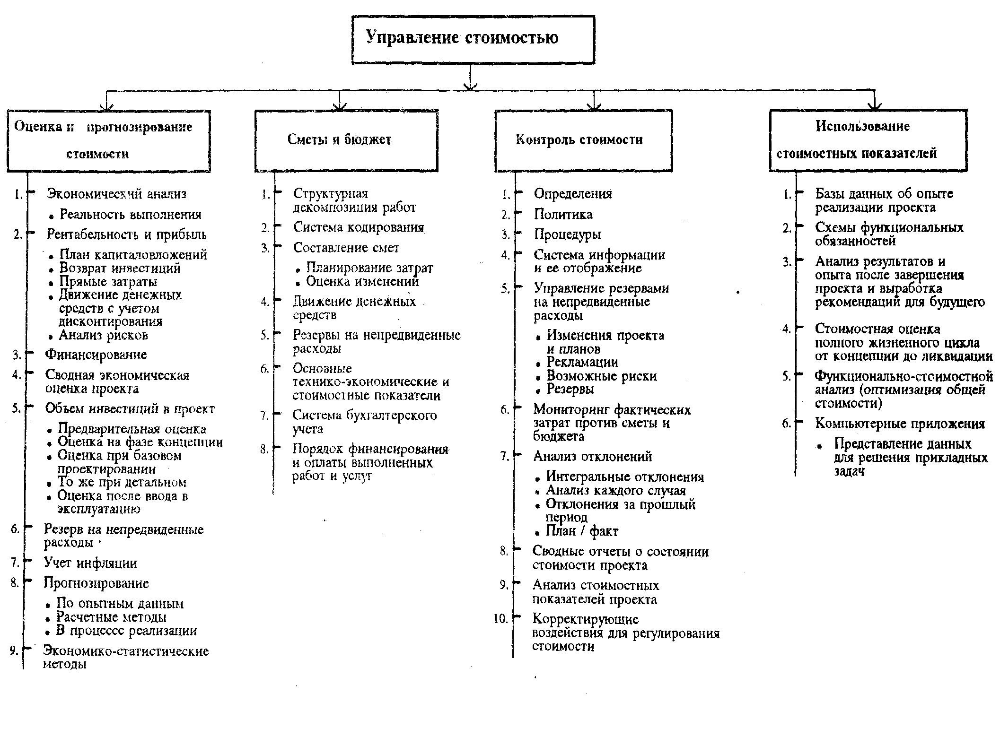 Управление стоимостью
Оценка и прогнозирование
стоимости
1. Экономический анализ
• Реальность выполнения
2. Рентабельность и прибыль
• План капиталовложений
• Возврат инвестиций
• Прямые затраты
• Движение денежных
средств с учетом
дисконтирования
• Анализ рисков
3. Финансирование
4. Сводная экономическая
оценка проекта
5. Объем инвестиций в проект
• Предварительная оценка
• Оценка на фазе концепции
• Оценка при базовом
проектировании
• То же при детальном
• Оценка после ввода в
эксплуатацию
6. Резерв на непредвиденные
расходы
7. Учет инфляции
8. Прогнозирование
• По опытным данным
• Расчетные методы
• В процессе реализации
9. Экономико-статистические
методы
Сметы и бюджет
1. Структурная
декомпозиция работ
2. Система кодирования
3. Составление смет
• Планирование затрат
• Оценка изменений
4. Движение денежных
средств
5. Резервы на непредвиденные
расходы
6. Основные
технико-экономические и
стоимостные показатели
7. Система бухгалтерского
учета
8. Порядок финансирования
и оплаты выполненных
работ и услуг
Контроль стоимости
1. Определения
2. Политика
3. Процедуры
4. Система информации
и ее отображение
5. Управление резервами
на непредвиденные
расходы
• Изменения проекта
и планов
• Рекламации
• Возможные риски
• Резервы
6. Мониторинг фактических
затрат против сметы и
бюджета
7. Анализ отклонений
• Интегральные отклонения
• Анализ каждого случая
• Отклонения за прошлый
период
• План / факт
8. Сводные отчеты о состоянии
стоимости проекта
9. Анализ стоимостных
показателей проекта
10. Корректирующие
воздействия для регулирования
стоимости
Использование
стоимостных показателей
1. Базы данных об опыте
реализации проекта
2. Схемы функциональных
обязанностей
3. Анализ результатов и
опыта после завершения
проекта и выработка
рекомендаций для будущего
4. Стоимостная оценка
полного жизненного цикла
от концепции до ликвидации
5. Функционально-стоимостной
анализ (оптимизация общей
стоимости)
6. Компьютерные приложения
• Представление данных
для решения прикладных
задач